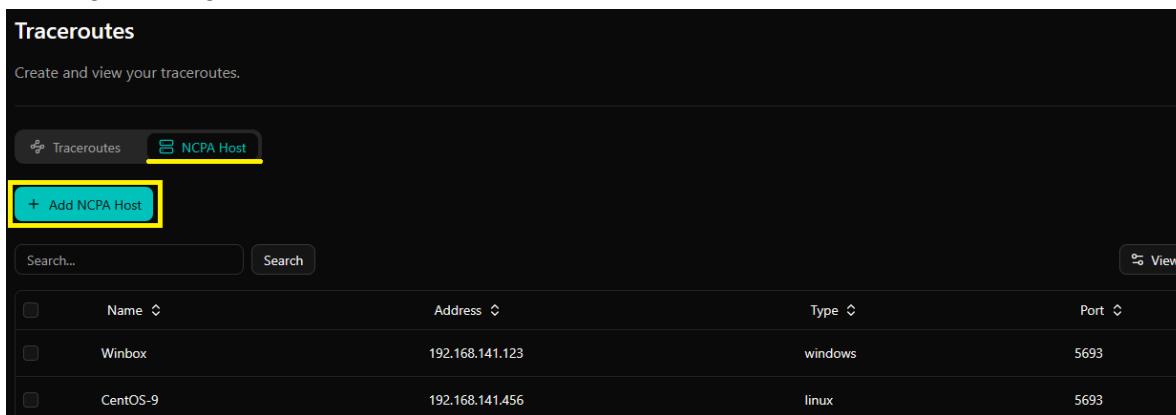 Traceroutes
Create and view your traceroutes.
Traceroutes NCPA Host
+ Add NCPA Host
Search... Search View
Name Address Type Port
Winbox 192.168.141.123 windows 5693
CentOS-9 192.168.141.456 linux 5693